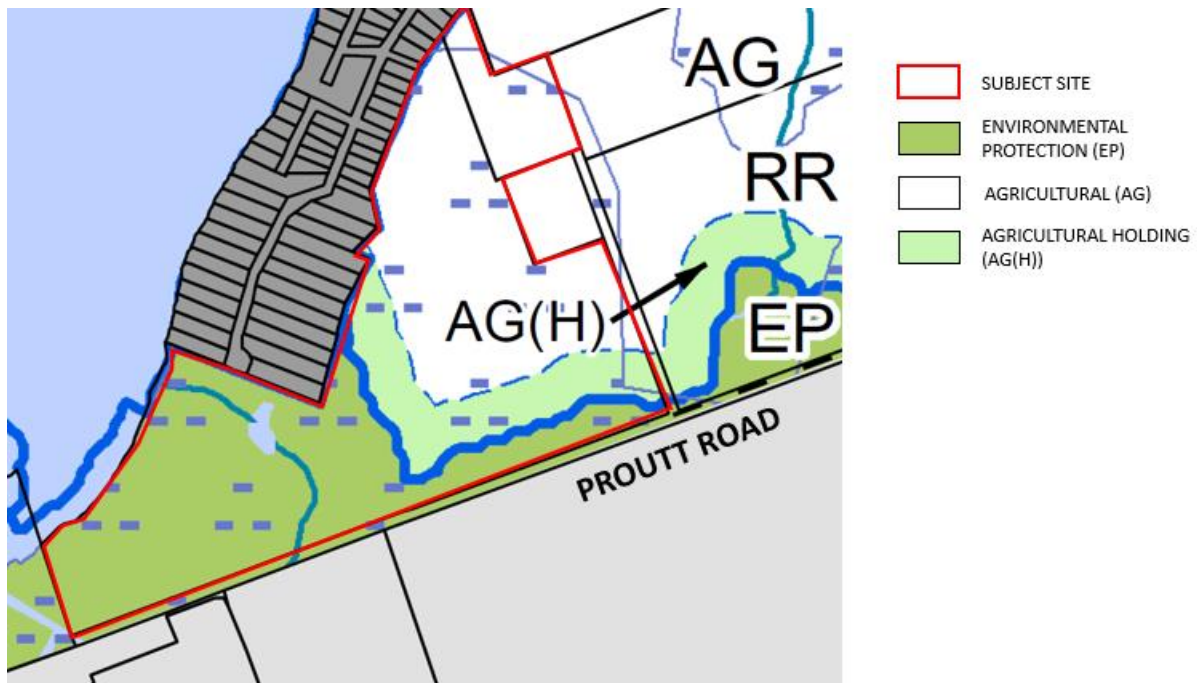 AG
RR
AG(H)
EP
PROUTT ROAD
SUBJECT SITE
ENVIRONMENTAL
PROTECTION (EP)
AGRICULTURAL (AG)
AGRICULTURAL HOLDING
(AG(H))